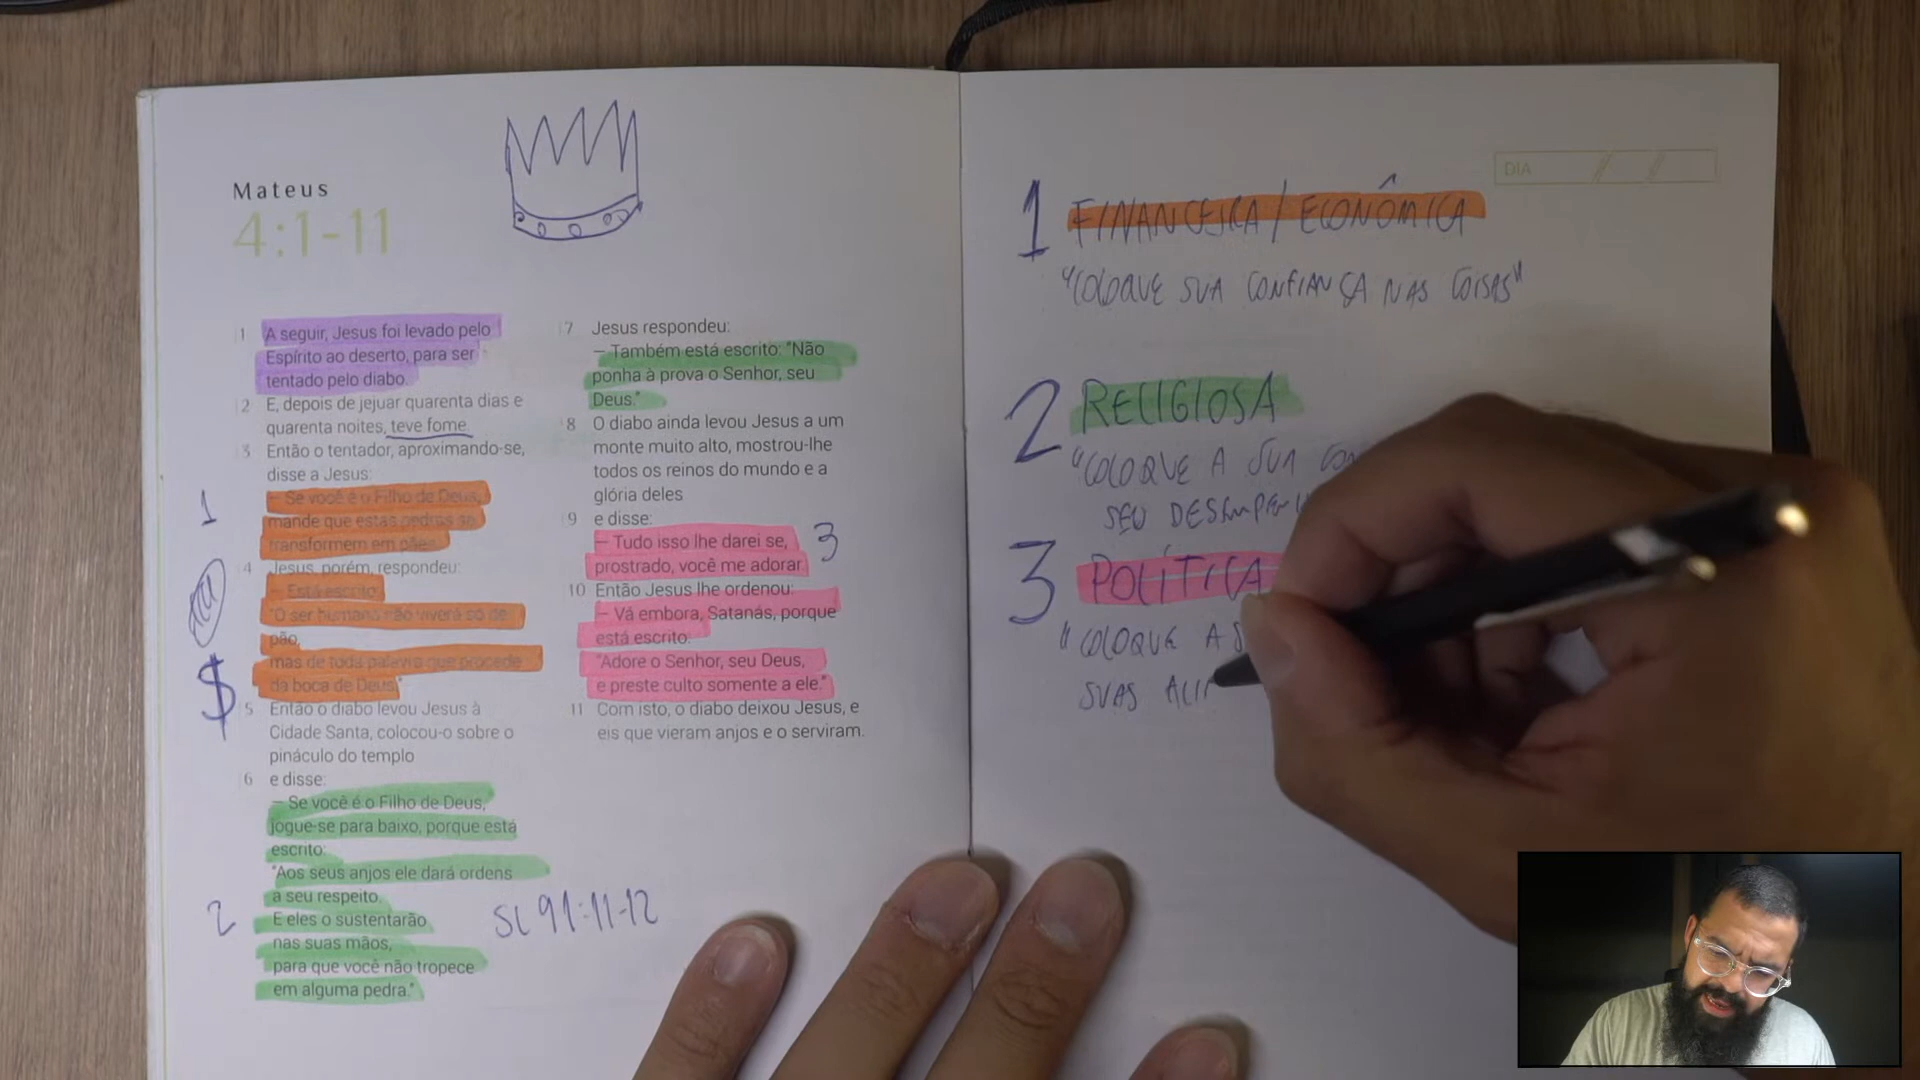 Mateus
4:1-11
1 A seguir, Jesus foi levado pelo
Espírito ao deserto, para ser
tentado pelo diabo.
2 E, depois de jejuar quarenta dias e
quarenta noites, teve fome.
3 Então o tentador, aproximando-se,
disse a Jesus:
1
— Se você é o Filho de Deus,
mande que estas pedras se
transformem em pães.
4 Jesus, porém, respondeu:
— Está escrito:
"O ser humano não viverá só de
pão,
mas de toda palavra que procede
da boca de Deus."
$
5 Então o diabo levou Jesus à
Cidade Santa, colocou-o sobre o
pináculo do templo
6 e disse:
— Se você é o Filho de Deus,
jogue-se para baixo, porque está
escrito:
"Aos seus anjos ele dará ordens
a seu respeito.
2
E eles o sustentarão
nas suas mãos,
para que você não tropece
em alguma pedra."
SL 91:11-12
7 Jesus respondeu:
— Também está escrito: "Não
ponha à prova o Senhor, seu
Deus."
8 O diabo ainda levou Jesus a um
monte muito alto, mostrou-lhe
todos os reinos do mundo e a
glória deles
9 e disse:
— Tudo isso lhe darei se,
prostrado, você me adorar.
3
10 Então Jesus lhe ordenou:
— Vá embora, Satanás, porque
está escrito:
"Adore o Senhor, seu Deus,
e preste culto somente a ele."
11 Com isto, o diabo deixou Jesus, e
eis que vieram anjos e o serviram.
DIA
1 FINANCEIRA / ECONÔMICA
"COLOQUE SUA CONFIANÇA NAS COISAS"
2 RELIGIOSA
"COLOQUE A SUA
SEU
3 POLÍTICA
"COLOQUE A
SUAS